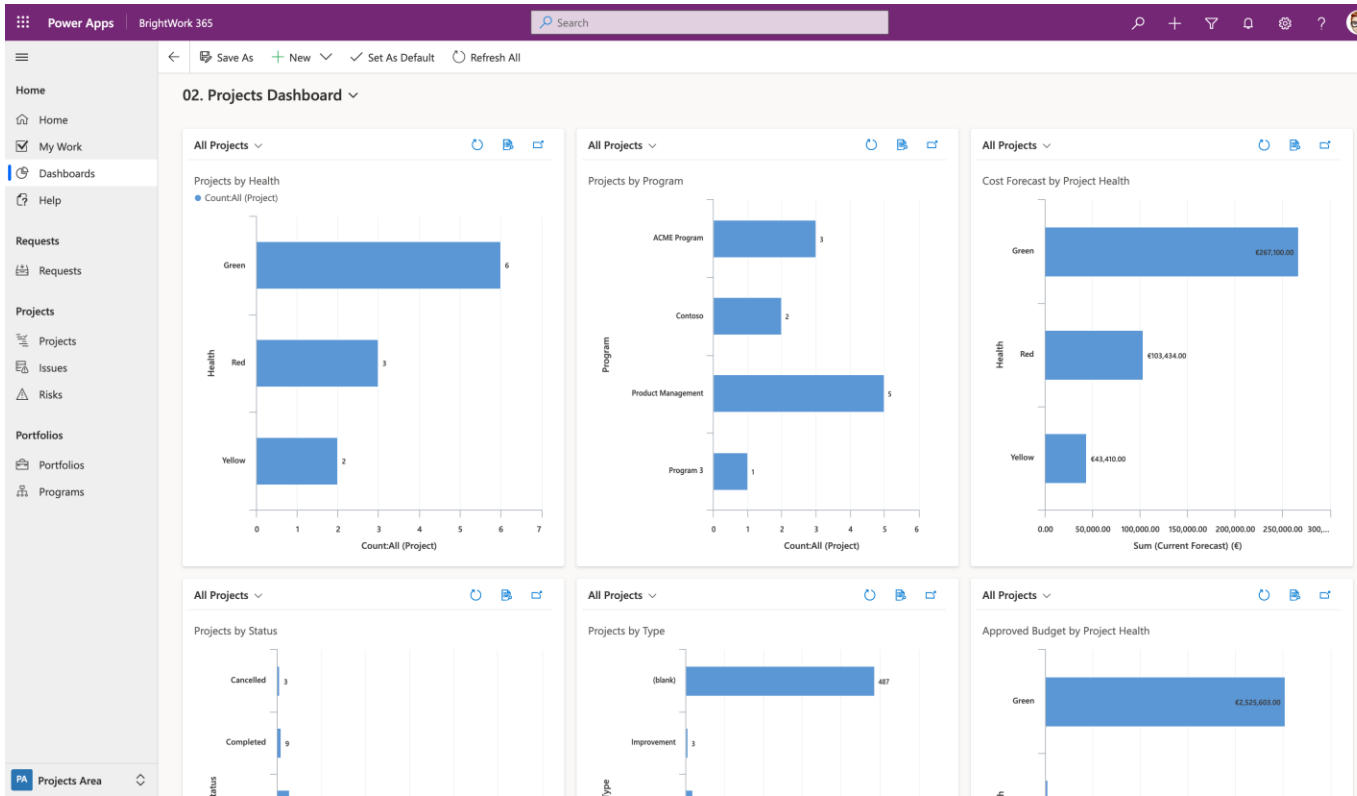 Power Apps BrightWork 365 Search ?
Save As New Set As Default Refresh All
Home
Home
My Work
Dashboards
Help
Requests
Requests
Projects
Projects
Issues
Risks
Portfolios
Portfolios
Programs
PA Projects Area
02. Projects Dashboard
All Projects
Projects by Health
Count:All (Project)
Health
Green
6
Red
3
Yellow
2
0 1 2 3 4 5 6 7
Count:All (Project)
All Projects
Projects by Program
Program
ACME Program
3
Contoso
2
Product Management
5
Program 3
1
0 1 2 3 4 5 6
Count:All (Project)
All Projects
Cost Forecast by Project Health
Health
Green
€267,100.00
Red
€103,434.00
Yellow
€43,410.00
0.00 50,000.00 100,000.00 150,000.00 200,000.00 250,000.00 300,...
Sum (Current Forecast) (€)
All Projects
Projects by Status
Cancelled
3
Completed
9
tatus
All Projects
Projects by Type
(blank)
487
Improvement
3
Type
All Projects
Approved Budget by Project Health
Green
€2,525,603.00